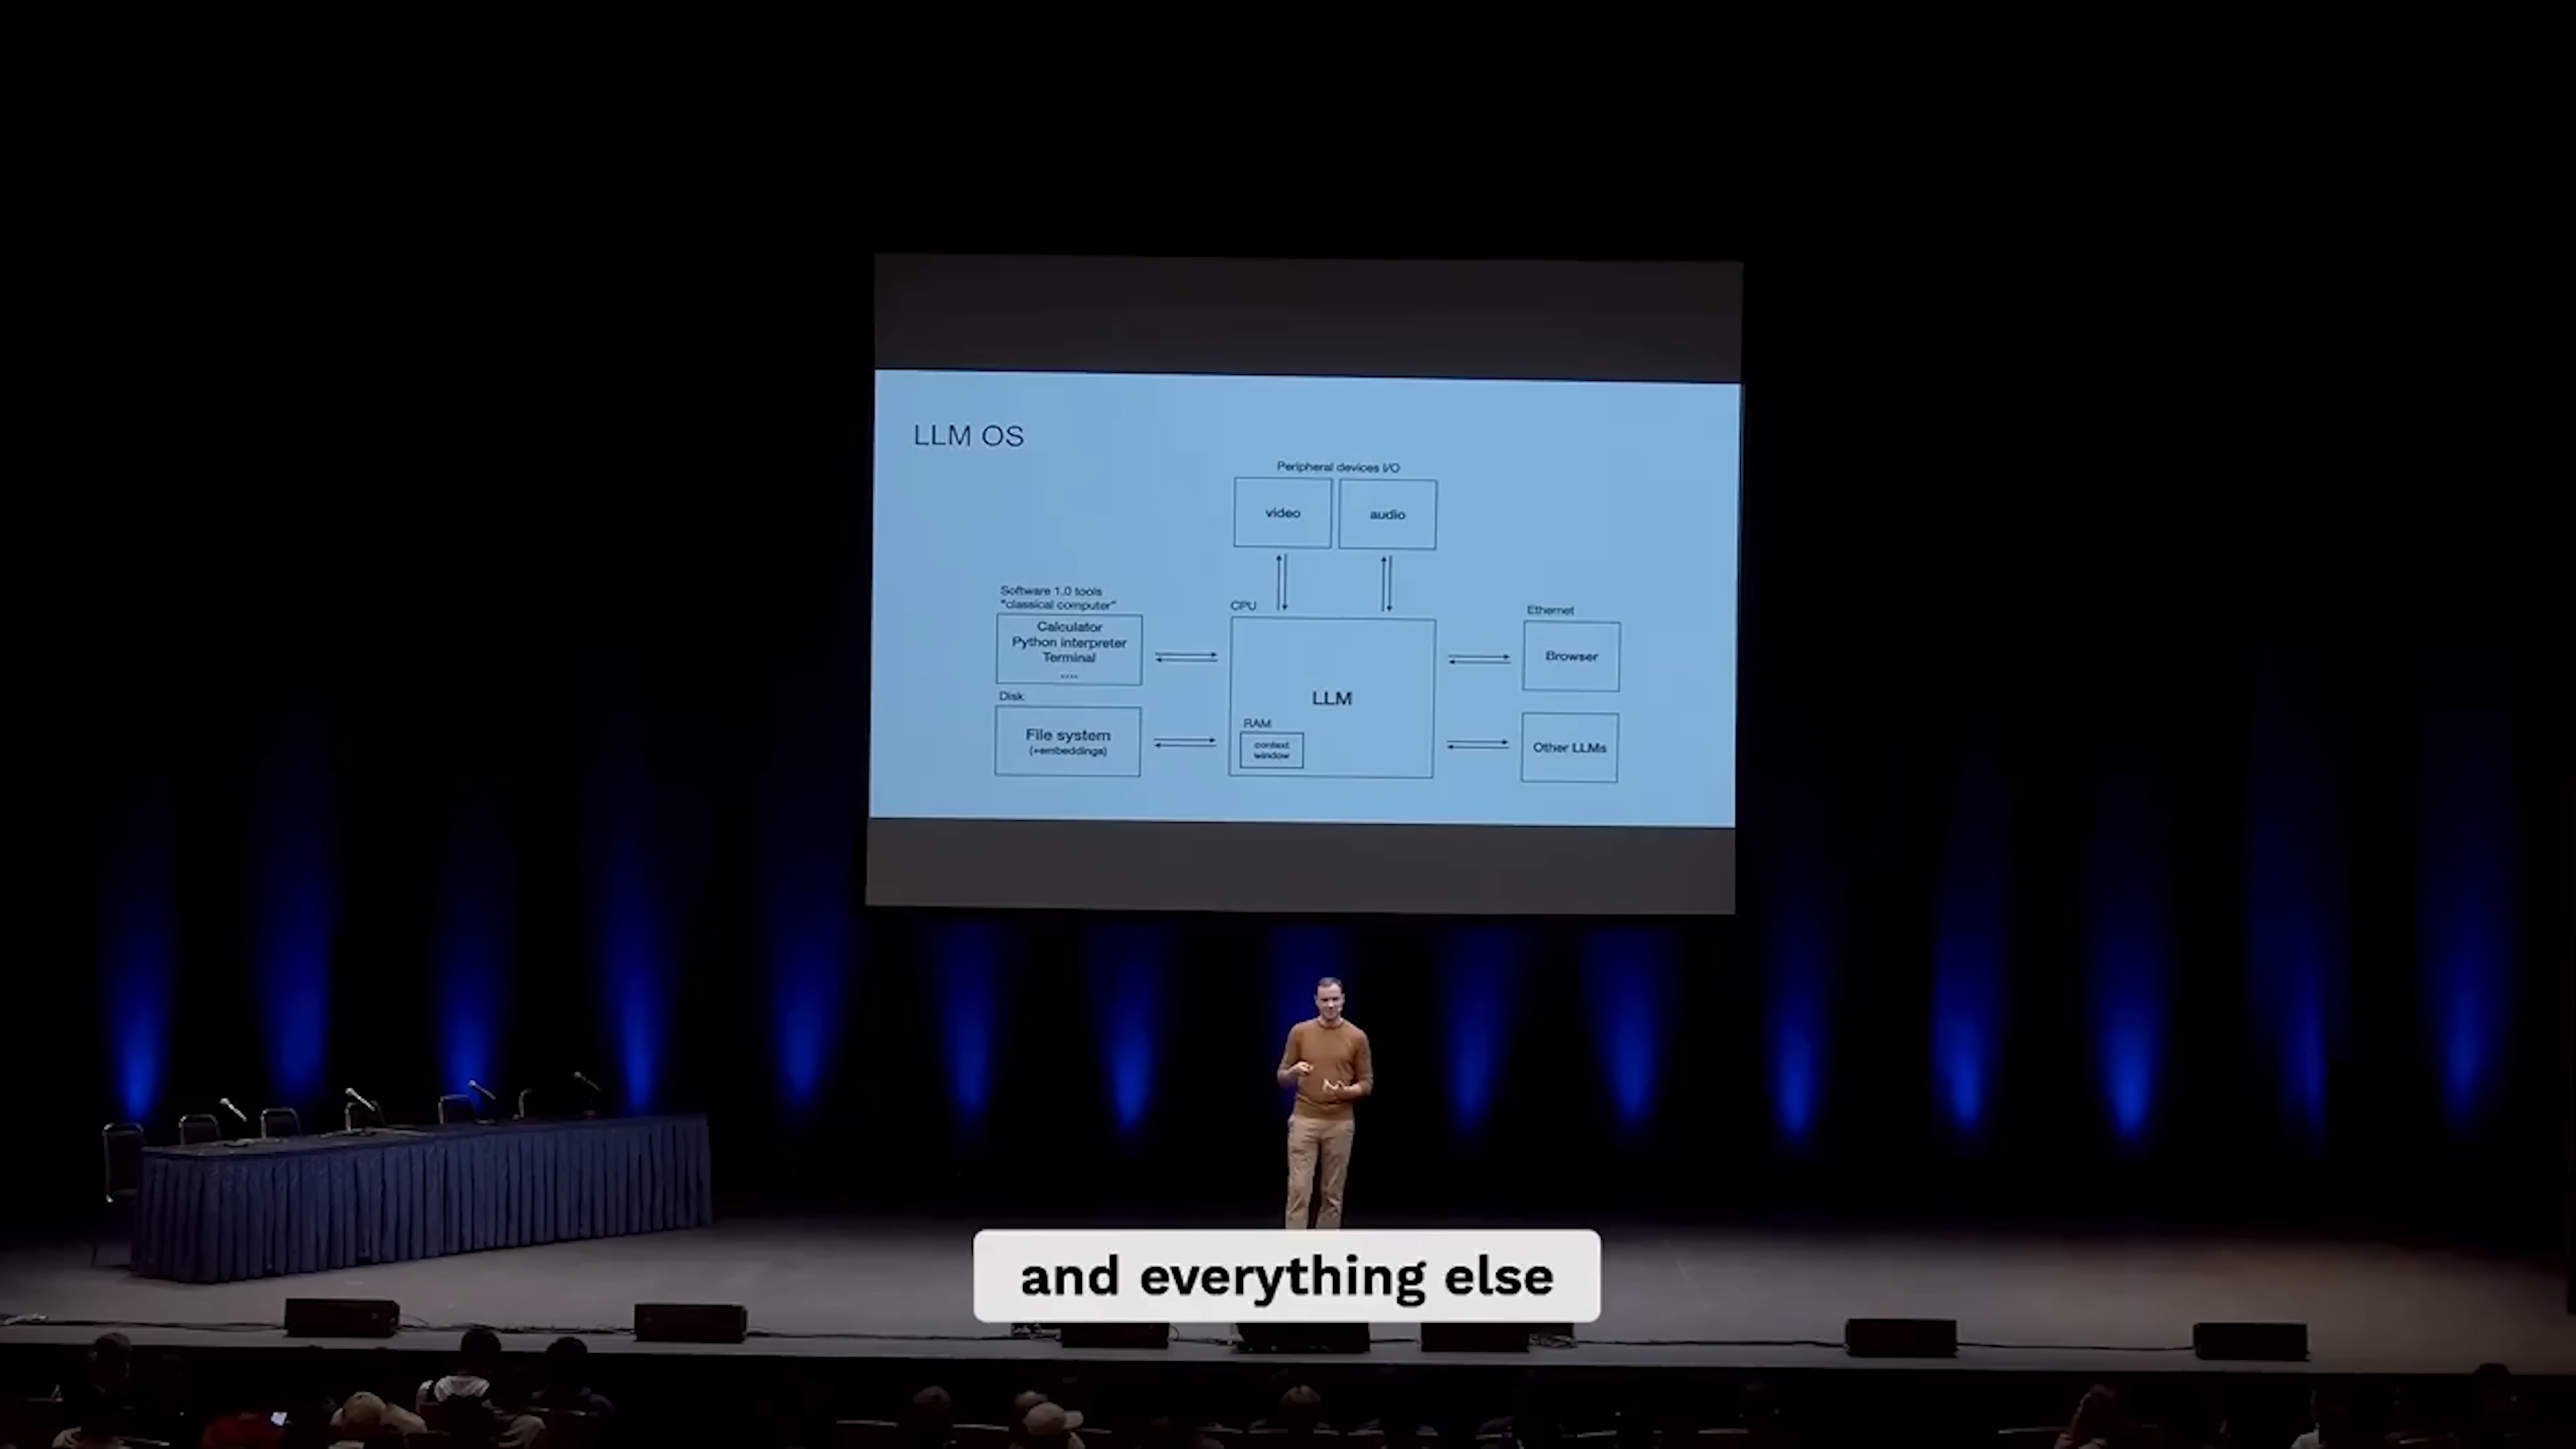 LLM OS
Peripheral devices I/O
video
audio
Software 1.0 tools
"classical computer"
Calculator
Python interpreter
Terminal
....
CPU
LLM
RAM
context
window
Ethernet
Browser
Disk
File system
(+embeddings)
Other LLMs
and everything else